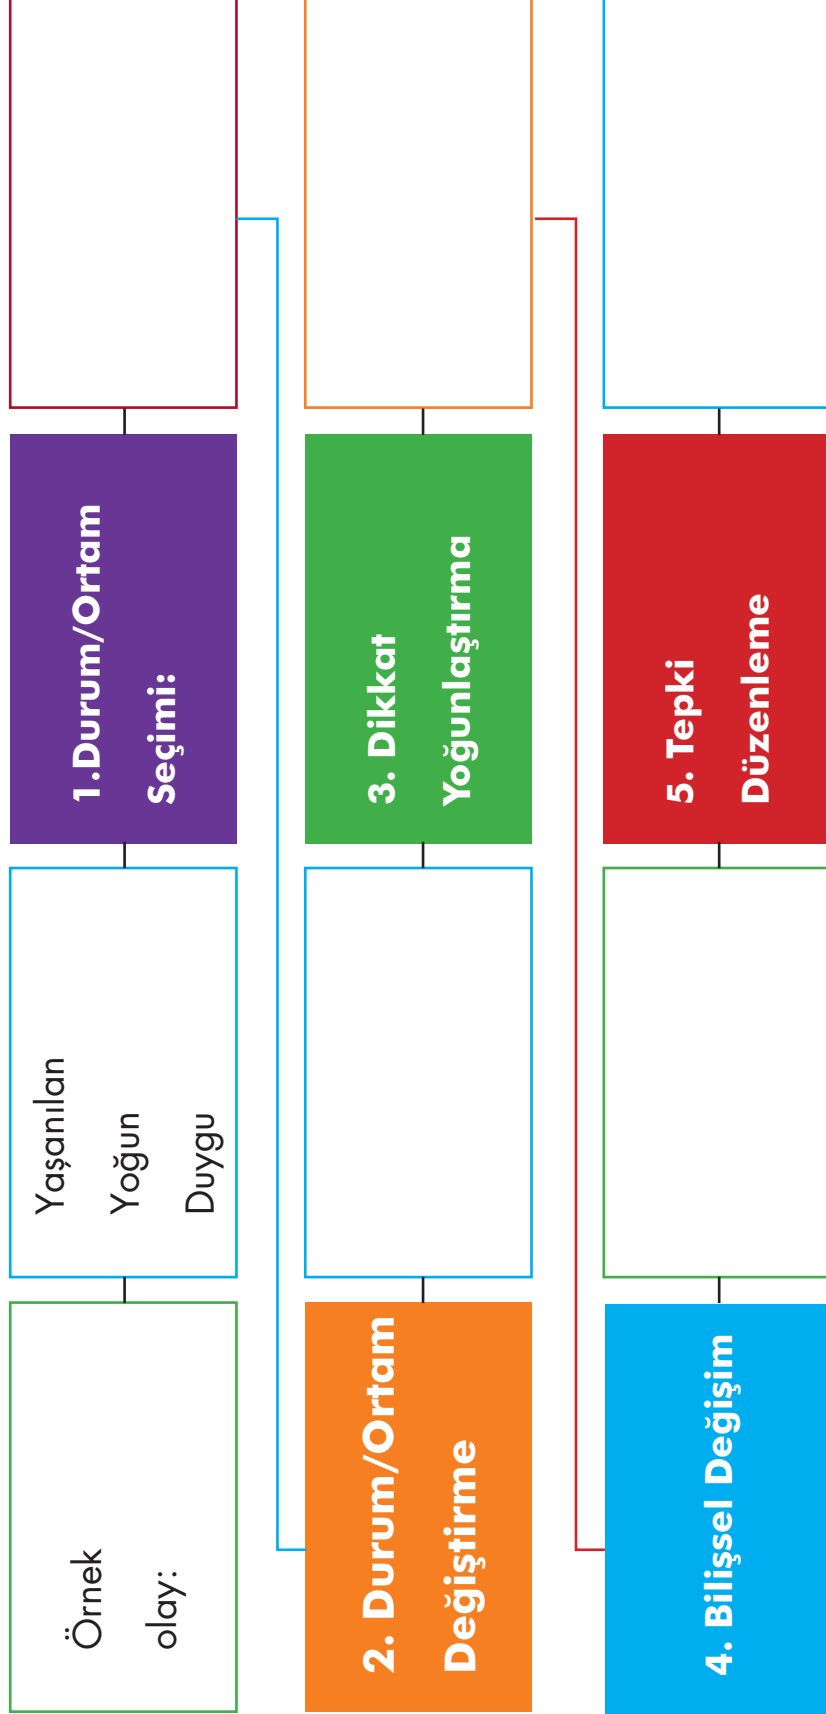 Örnek
olay:
Yaşanılan
Yoğun
Duygu
1.Durum/Ortam
Seçimi:
2. Durum/Ortam
Değiştirme
3. Dikkat
Yoğunlaştırma
4. Bilişsel Değişim
5. Tepki
Düzenleme